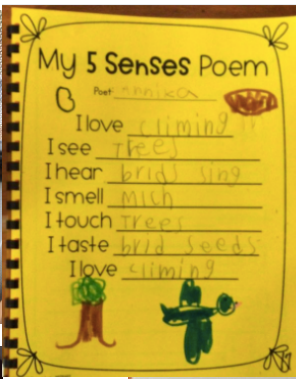 My 5 Senses Poem
Poet: Annika
I love climing
I see Trees
I hear brids sing
I smell Mlch
I touch Trees
I taste brid seeds
I love climing